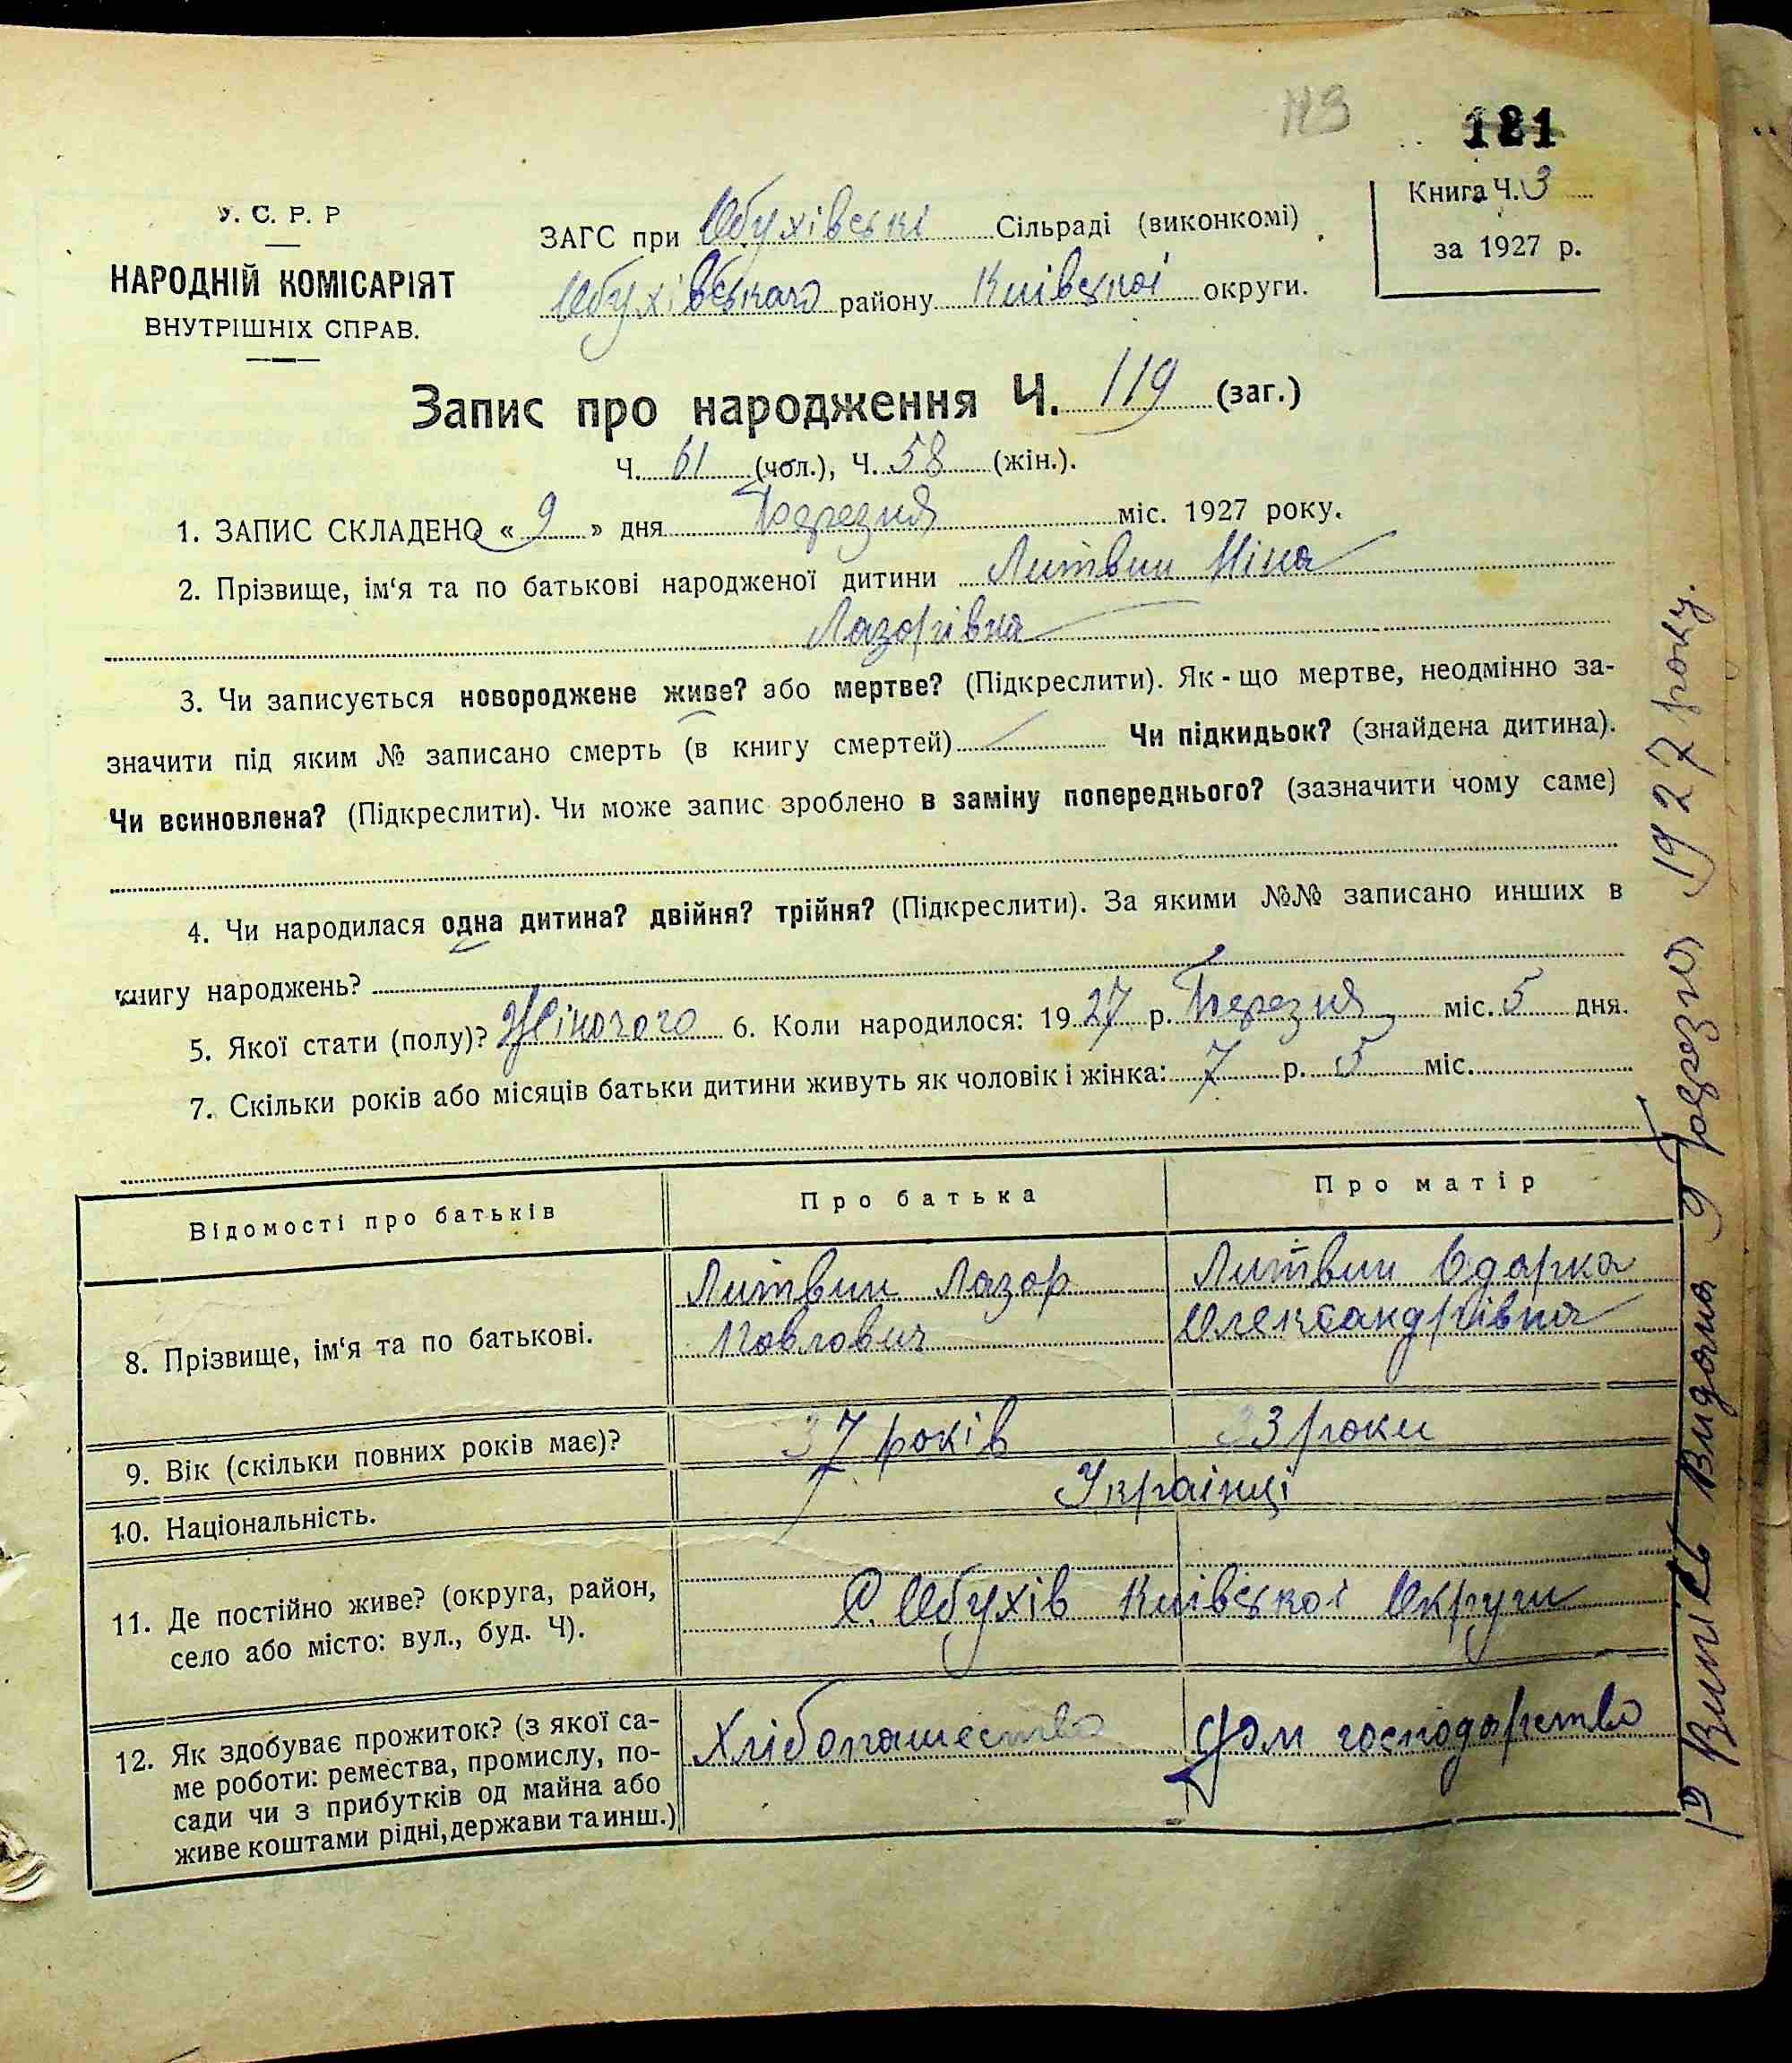 119
121
У. С. Р. Р
НАРОДНІЙ КОМІСАРІЯТ
ВНУТРІШНІХ СПРАВ.
ЗАГС при Обухівські Сільраді (виконкомі)
Обухівського району Київської округи.
Книга Ч. 3
за 1927 р.
Запис про народження Ч. 119 (заг.)
Ч. 61 (чол.), Ч. 58 (жін.).
1. ЗАПИС СКЛАДЕНО « 9 » дня Березня міс. 1927 року.
2. Прізвище, ім‘я та по батькові народженої дитини Литвин Ніна
Лазорівна
3. Чи записується новороджене живе? або мертве? (Підкреслити). Як-що мертве, неодмінно за-
значити під яким № записано смерть (в книгу смертей) Чи підкидьок? (знайдена дитина).
Чи всиновлена? (Підкреслити). Чи може запис зроблено в заміну попереднього? (зазначити чому саме)
4. Чи народилася одна дитина? двійня? трійня? (Підкреслити). За якими №№ записано инших в
книгу народжень?
5. Якої стати (полу)? Жіночого 6. Коли народилося: 1927 р. Березня міс. 5 дня.
7. Скільки років або місяців батьки дитини живуть як чоловік і жінка: 7 р. 5 міс.
Відомості про батьків Про батька Про матір
8. Прізвище, ім‘я та по батькові.
Литвин Лазор
Павлович
Литвин Одарка
Олександрівна
9. Вік (скільки повних років має)? 37 років 33 роки
10. Національність. Українці
11. Де постійно живе? (округа, район,
село або місто: вул., буд. Ч).
С. Обухів Київської Округи
12. Як здобуває прожиток? (з якої са-
ме роботи: ремества, промислу, по-
сади чи з прибутків од майна або
живе коштами рідні, держави та инш.)
Хлібопашество
Дом господарство
Випись Видана 9 Березня 1927 року.